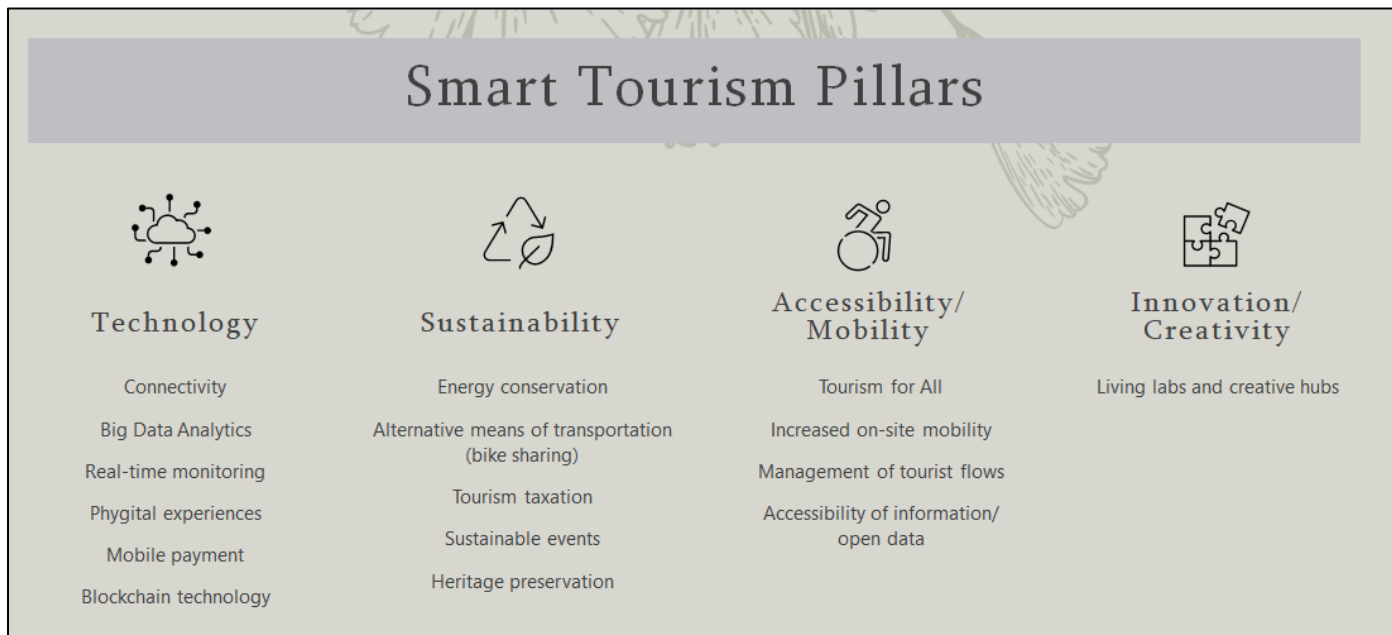 Smart Tourism Pillars
Technology
Connectivity
Big Data Analytics
Real-time monitoring
Phygital experiences
Mobile payment
Blockchain technology
Sustainability
Energy conservation
Alternative means of transportation
(bike sharing)
Tourism taxation
Sustainable events
Heritage preservation
Accessibility/
Mobility
Tourism for All
Increased on-site mobility
Management of tourist flows
Accessibility of information/
open data
Innovation/
Creativity
Living labs and creative hubs